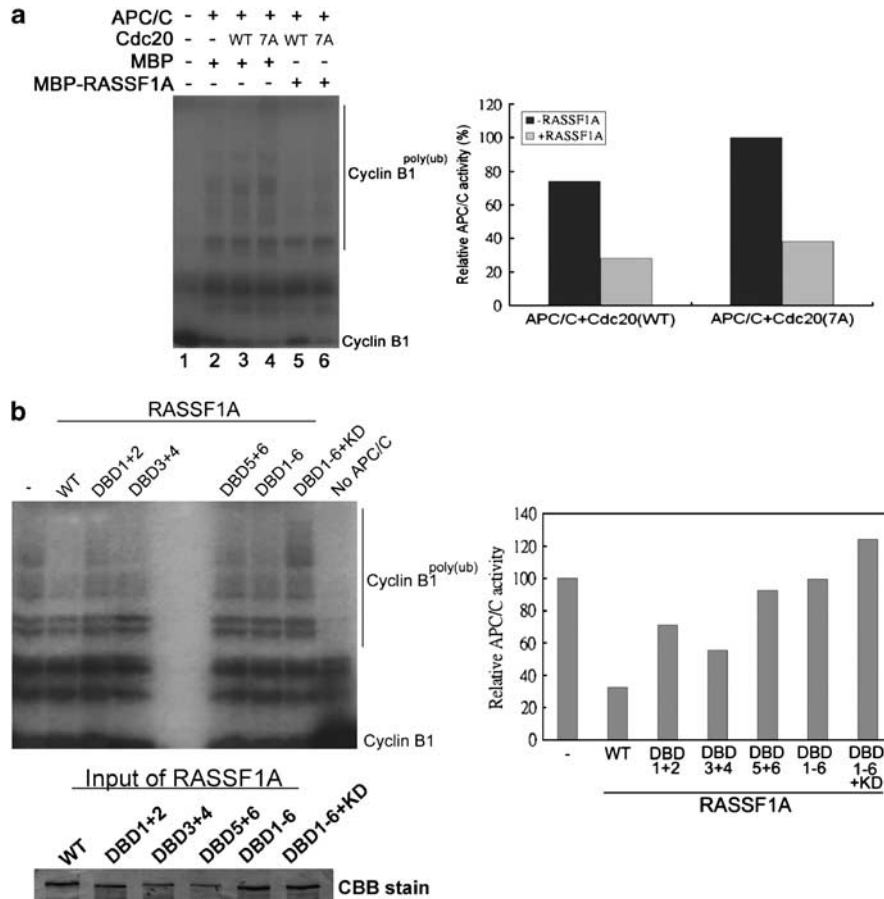 a
APC/C - + + + + +
Cdc20 - - WT 7A WT 7A
MBP - + + + - -
MBP-RASSF1A - - - - + +
Cyclin B1 poly(ub)
Cyclin B1
1 2 3 4 5 6
120
100
80
60
40
20
0
Relative APC/C activity (%)
-RASSF1A
+RASSF1A
APC/C+Cdc20(WT) APC/C+Cdc20(7A)
b
RASSF1A
- WT DBD1+2 DBD3+4 DBD5+6 DBD1-6 DBD1-6+KD No APC/C
Cyclin B1 poly(ub)
Cyclin B1
Input of RASSF1A
WT DBD1+2 DBD3+4 DBD5+6 DBD1-6 DBD1-6+KD
CBB stain
140
120
100
80
60
40
20
0
Relative APC/C activity
- WT DBD DBD DBD DBD DBD
1+2 3+4 5+6 1-6 1-6
+KD
RASSF1A